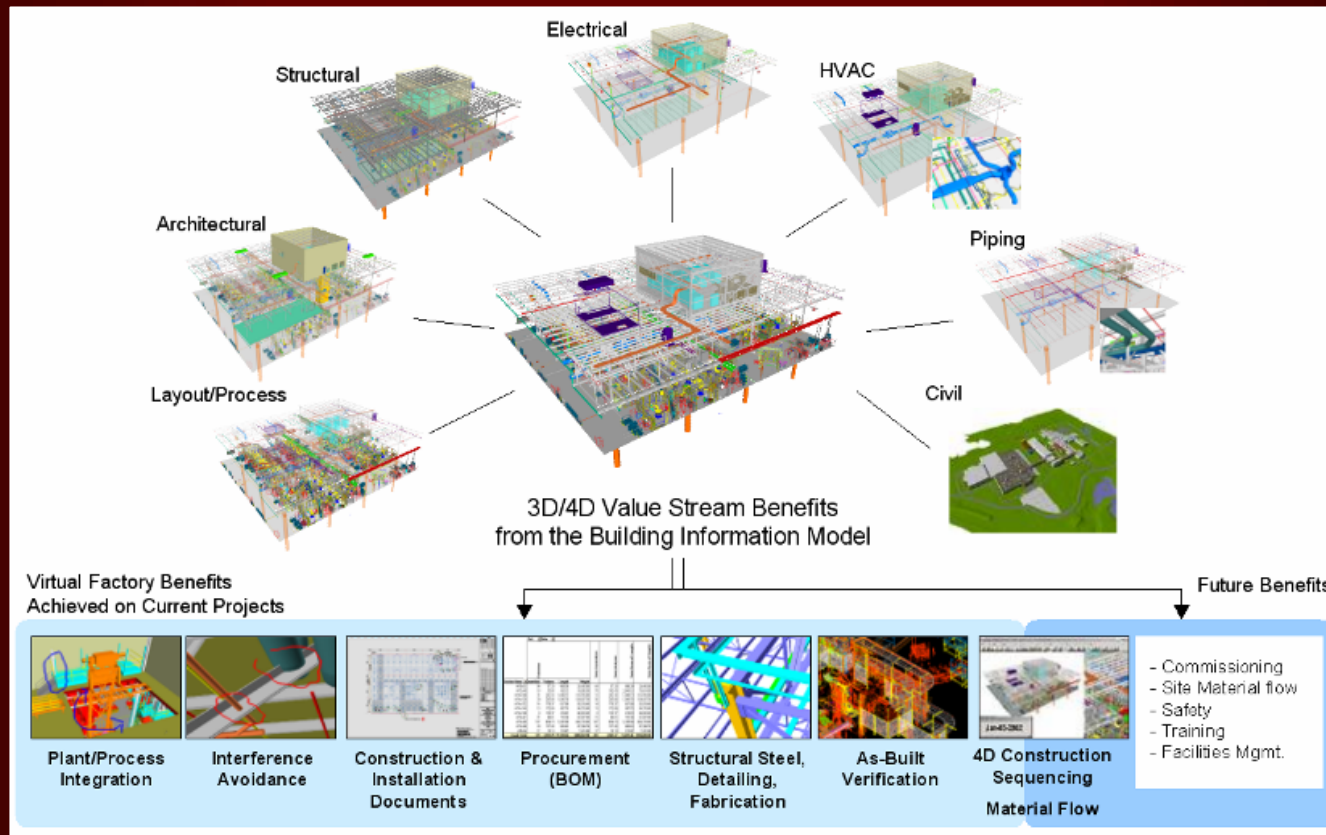 Electrical
Structural
HVAC
Architectural
Piping
Layout/Process
Civil
3D/4D Value Stream Benefits
from the Building Information Model
Virtual Factory Benefits
Achieved on Current Projects
Future Benefits
Plant/Process
Integration
Interference
Avoidance
Construction &
Installation
Documents
Procurement
(BOM)
Structural Steel,
Detailing,
Fabrication
As-Built
Verification
4D Construction
Sequencing
Material Flow
- Commissioning
- Site Material flow
- Safety
- Training
- Facilities Mgmt.